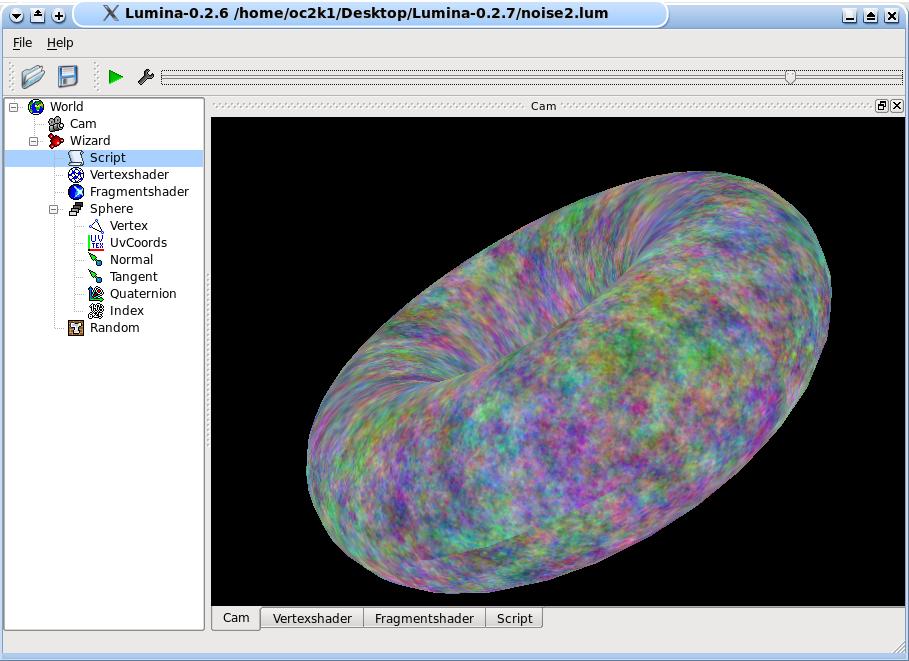 Lumina-0.2.6 /home/oc2k1/Desktop/Lumina-0.2.7/noise2.lum
File Help
World
Cam
Wizard
Script
Vertexshader
Fragmentshader
Sphere
Vertex
UvCoords
Normal
Tangent
Quaternion
Index
Random
Cam
Cam Vertexshader Fragmentshader Script